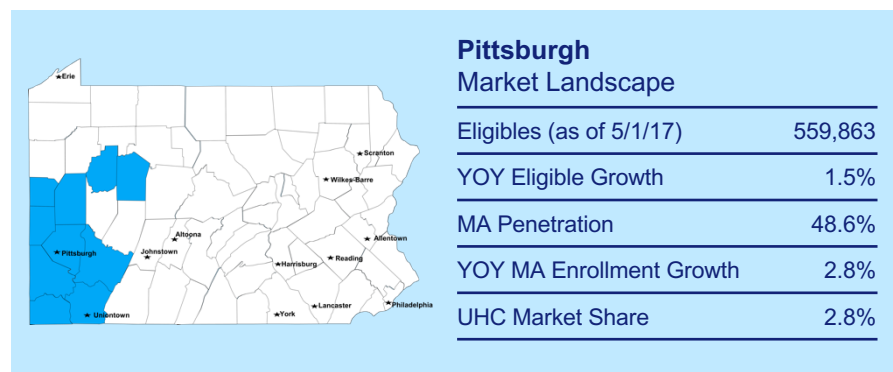 Erie
Scranton
Wilkes-Barre
Altoona
Allentown
Pittsburgh
Johnstown
Harrisburg
Reading
Uniontown
York
Lancaster
Philadelphia
Pittsburgh
Market Landscape
Eligibles (as of 5/1/17) 559,863
YOY Eligible Growth 1.5%
MA Penetration 48.6%
YOY MA Enrollment Growth 2.8%
UHC Market Share 2.8%